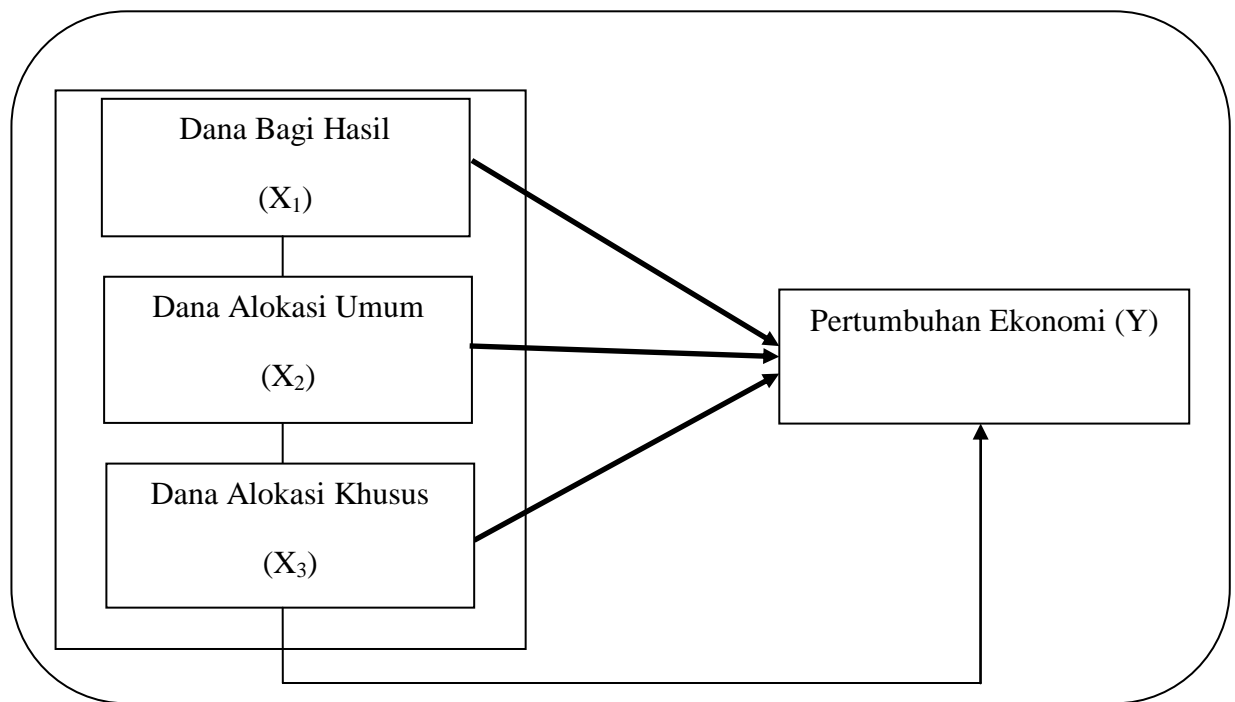 Dana Bagi Hasil
(X₁)
Dana Alokasi Umum
(X₂)
Dana Alokasi Khusus
(X₃)
Pertumbuhan Ekonomi (Y)